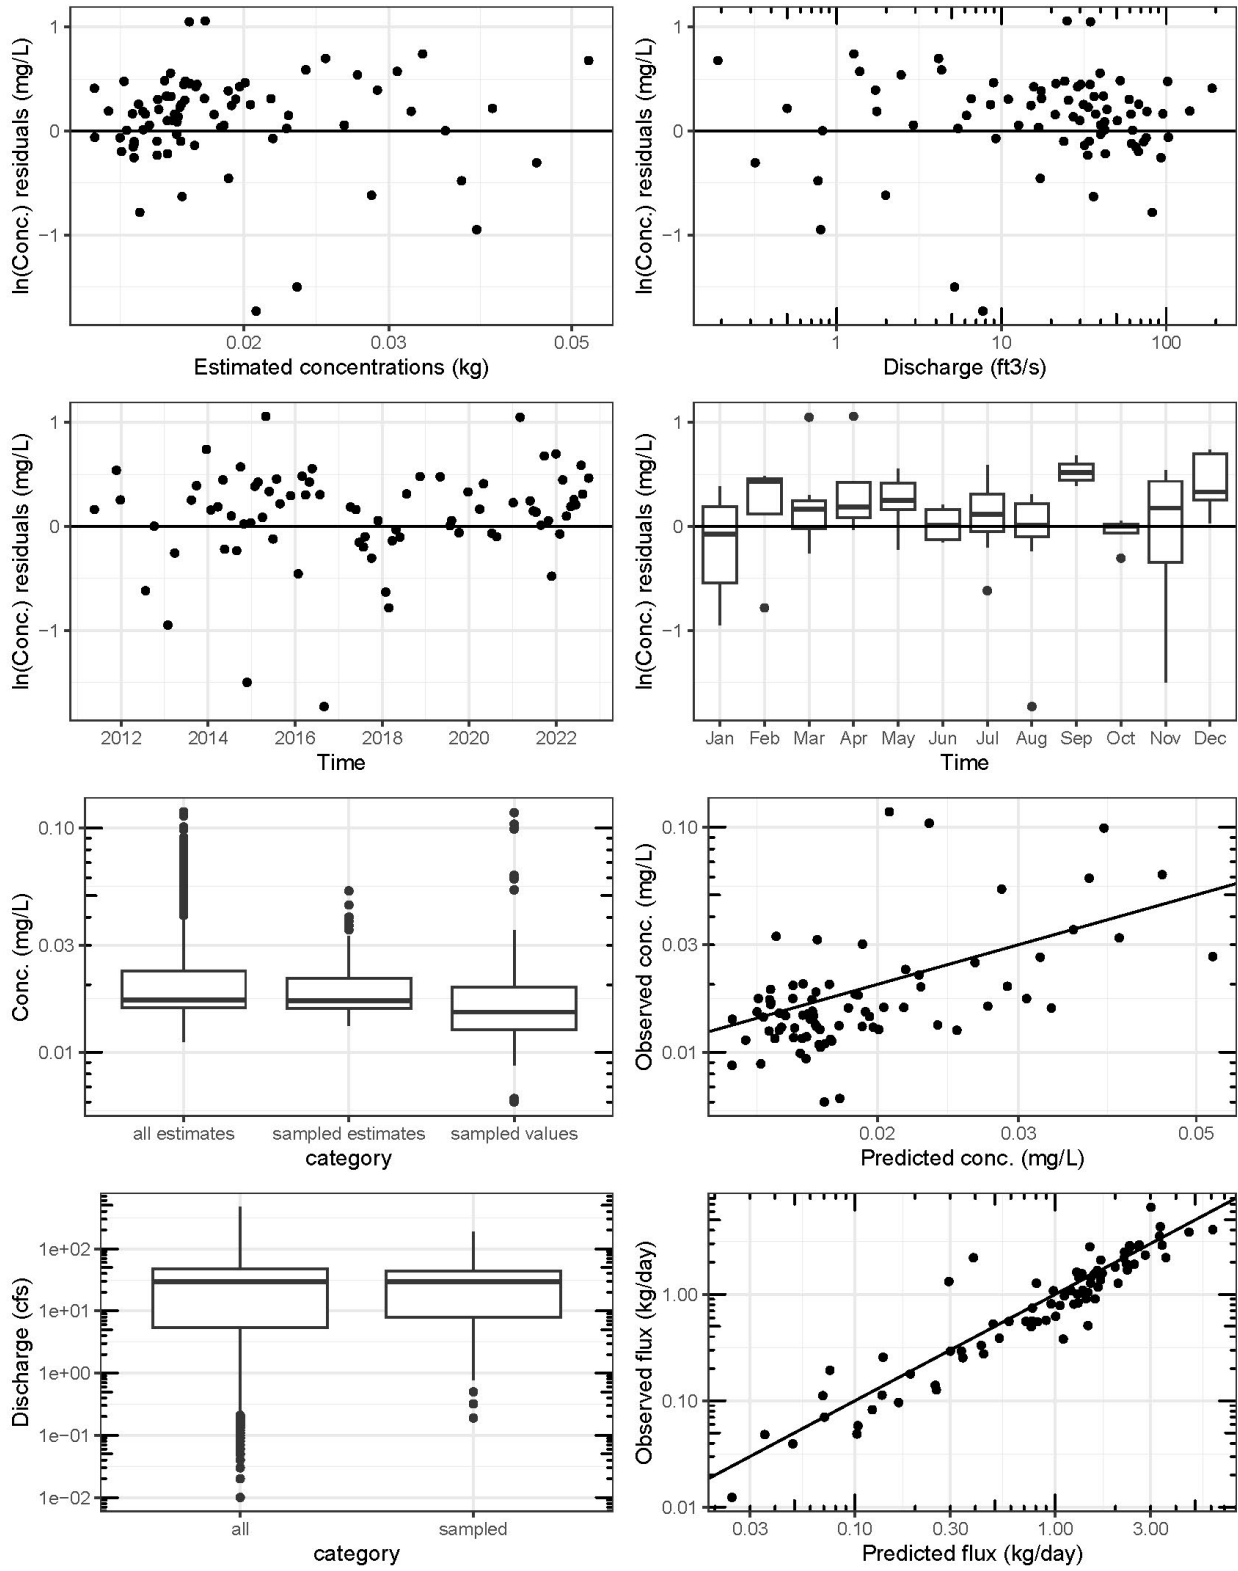 ln(Conc.) residuals (mg/L)
1
0
−1
0.02 0.03 0.05
Estimated concentrations (kg)
ln(Conc.) residuals (mg/L)
1
0
−1
1 10 100
Discharge (ft3/s)
ln(Conc.) residuals (mg/L)
1
0
−1
2012 2014 2016 2018 2020 2022
Time
ln(Conc.) residuals (mg/L)
1
0
−1
Jan Feb Mar Apr May Jun Jul Aug Sep Oct Nov Dec
Time
Conc. (mg/L)
0.10
0.03
0.01
all estimates sampled estimates sampled values
category
Observed conc. (mg/L)
0.10
0.03
0.01
0.02 0.03 0.05
Predicted conc. (mg/L)
Discharge (cfs)
1e+02
1e+01
1e+00
1e−01
1e−02
all sampled
category
Observed flux (kg/day)
1.00
0.10
0.01
0.03 0.10 0.30 1.00 3.00
Predicted flux (kg/day)